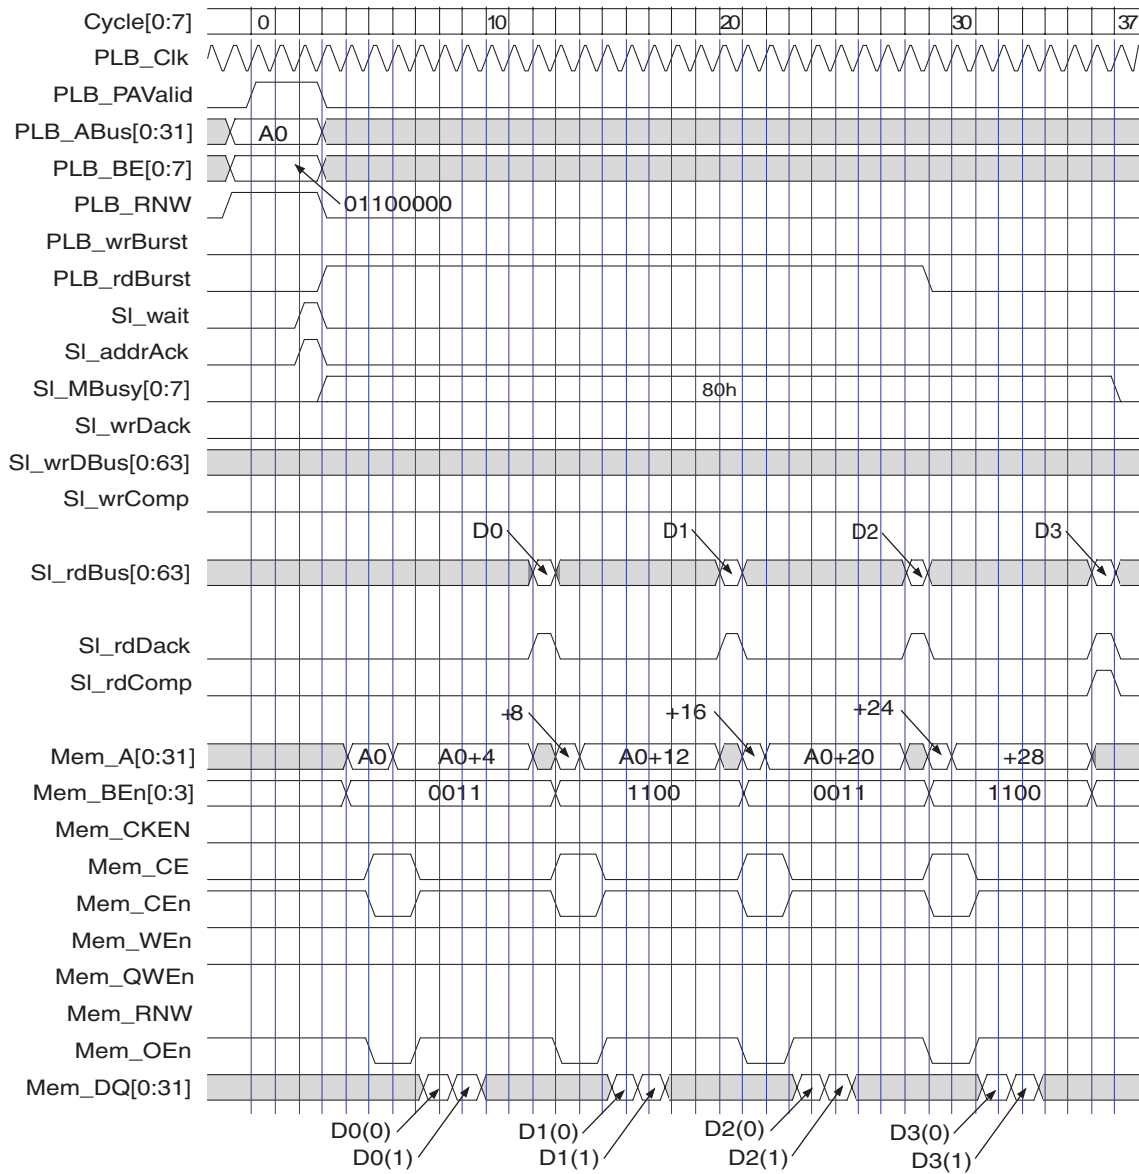 Cycle[0:7] 0 10 20 30 37
PLB_Clk
PLB_PAValid
PLB_ABus[0:31] A0
PLB_BE[0:7]
PLB_RNW 01100000
PLB_wrBurst
PLB_rdBurst
Sl_wait
Sl_addrAck
Sl_MBusy[0:7] 80h
Sl_wrDack
Sl_wrDBus[0:63]
Sl_wrComp
D0 D1 D2 D3
Sl_rdBus[0:63]
Sl_rdDack
Sl_rdComp
+8 +16 +24
Mem_A[0:31] A0 A0+4 A0+12 A0+20 +28
Mem_BEn[0:3] 0011 1100 0011 1100
Mem_CKEN
Mem_CE
Mem_CEn
Mem_WEn
Mem_QWEn
Mem_RNW
Mem_OEn
Mem_DQ[0:31]
D0(0) D1(0) D2(0) D3(0)
D0(1) D1(1) D2(1) D3(1)